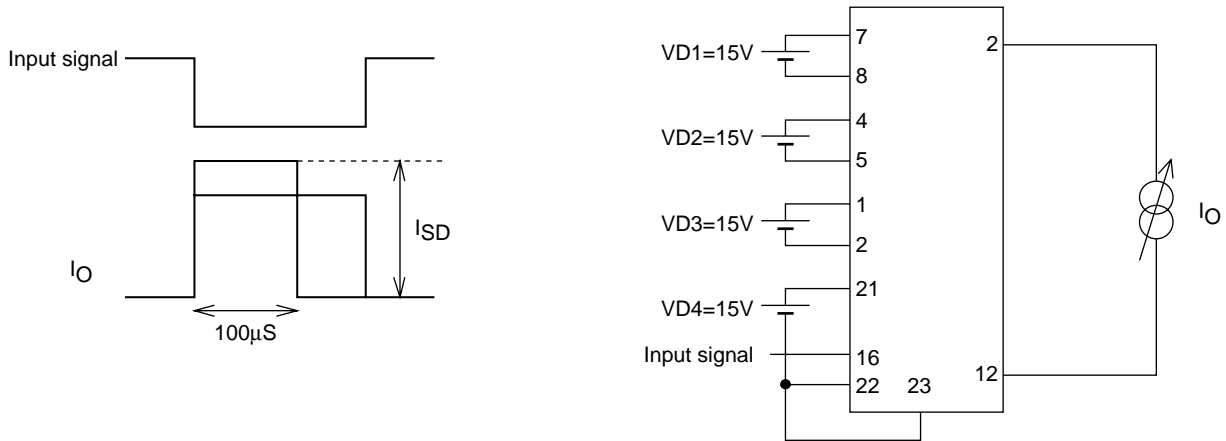 Input signal
IO
ISD
100µS
VD1=15V
7
8
VD2=15V
4
5
VD3=15V
1
2
VD4=15V
21
Input signal
16
22
23
2
12
IO